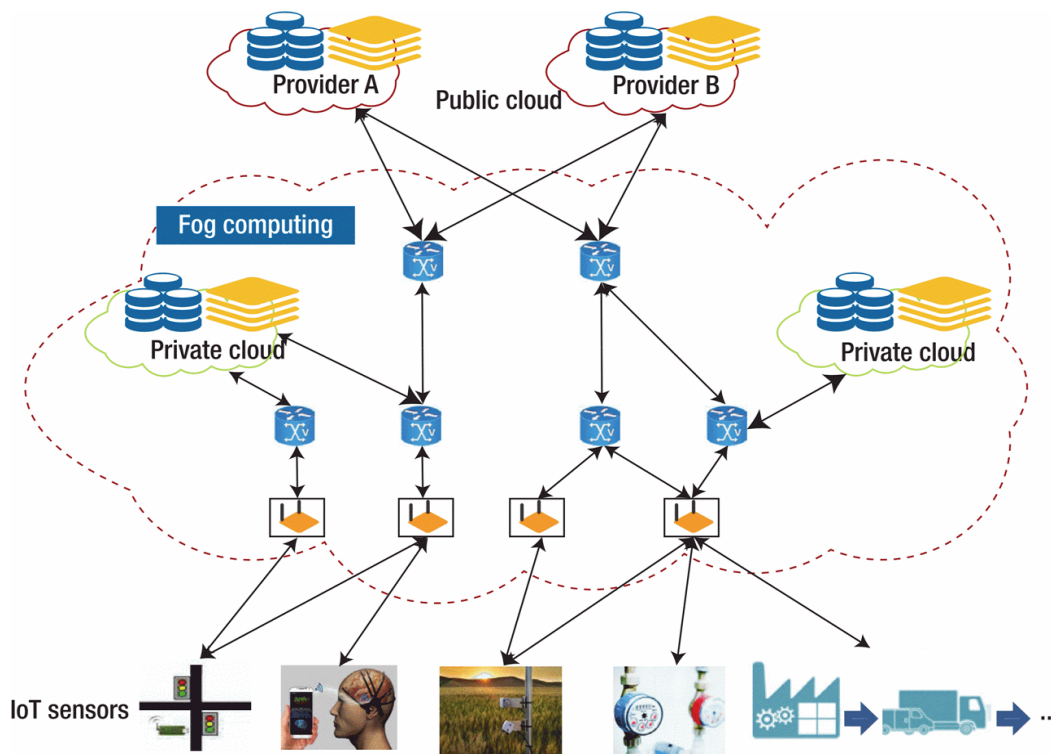 Provider A
Provider B
Public cloud
Fog computing
Private cloud
Private cloud
V
V
V
V
V
V
IoT sensors
...